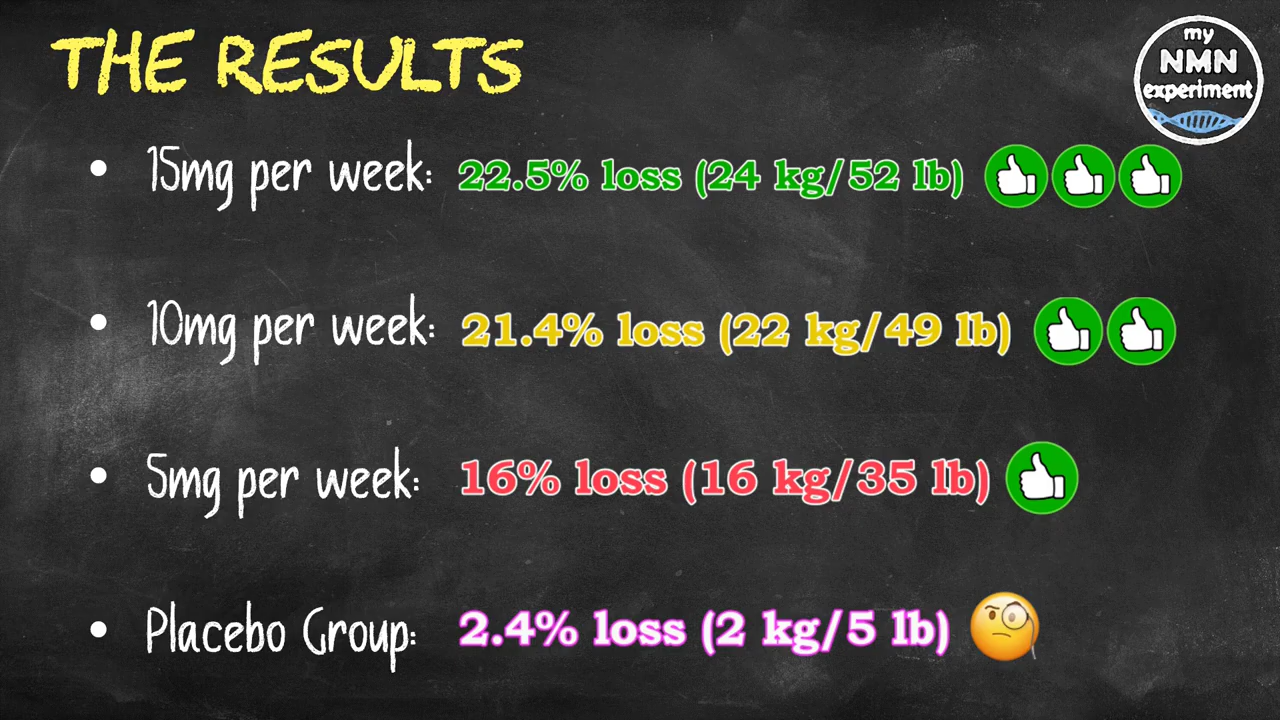 THE RESULTS
my
NMN
experiment
• 15mg per week: 22.5% loss (24 kg/52 lb)
• 10mg per week: 21.4% loss (22 kg/49 lb)
• 5mg per week: 16% loss (16 kg/35 lb)
• Placebo Group: 2.4% loss (2 kg/5 lb)